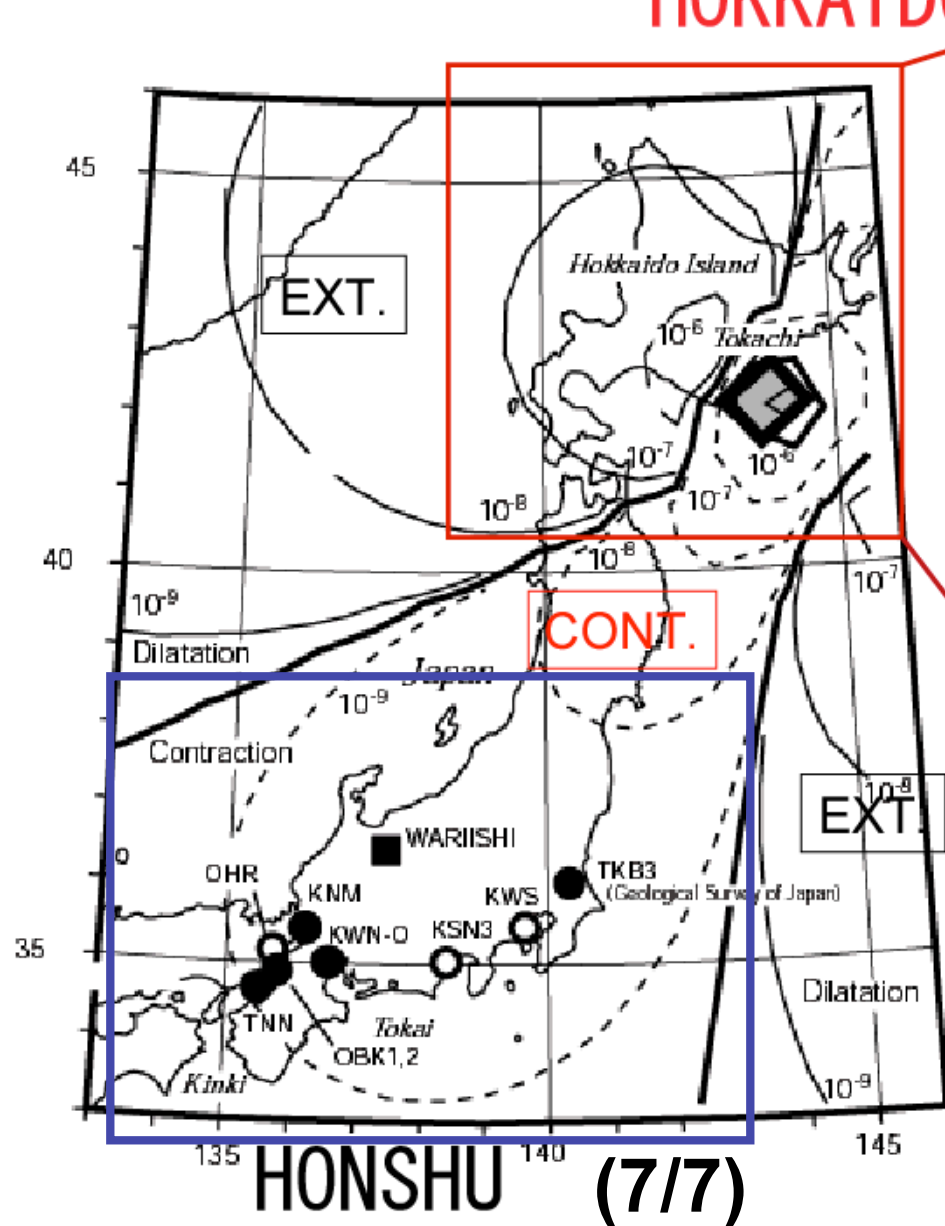 HOKKAIDO
45
EXT.
Hokkaido Island
10-6
Tokachi
10-7
10-6
10-8
10-7
40
10-8
10-7
10-9
CONT.
Dilatation
Japan
10-9
Contraction
10-8
EXT.
WARIISHI
OHR
TKB3
KNM
KWS
(Geological Survey of Japan)
KWN-O
KSN3
35
Dilatation
TNN
Tokai
OBK1,2
Kinki
10-9
135
140
145
HONSHU
(7/7)